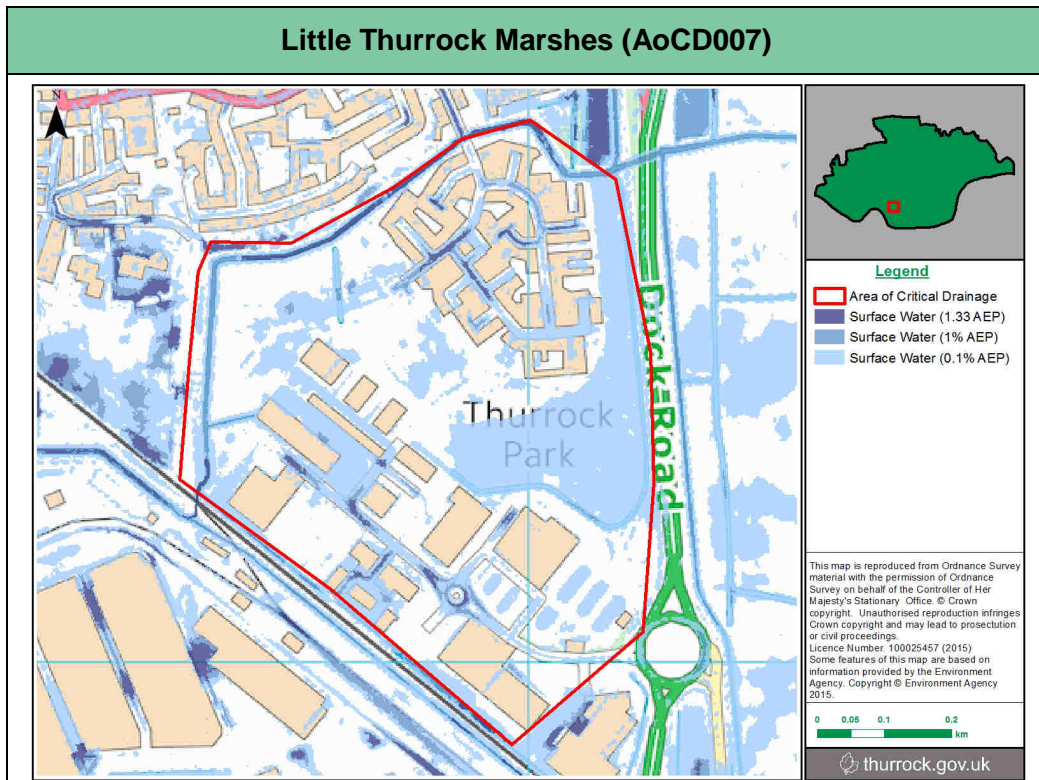 Little Thurrock Marshes (AoCD007)
N
Thurrock
Park
Dock Road
Legend
Area of Critical Drainage
Surface Water (1.33 AEP)
Surface Water (1% AEP)
Surface Water (0.1% AEP)
This map is reproduced from Ordnance Survey
material with the permission of Ordnance
Survey on behalf of the Controller of Her
Majesty's Stationary Office. © Crown
copyright. Unauthorised reproduction infringes
Crown copyright and may lead to prosecution
or civil proceedings.
Licence Number. 100025457 (2015)
Some features of this map are based on
information provided by the Environment
Agency. Copyright © Environment Agency
2015.
0 0.05 0.1 0.2
km
thurrock.gov.uk